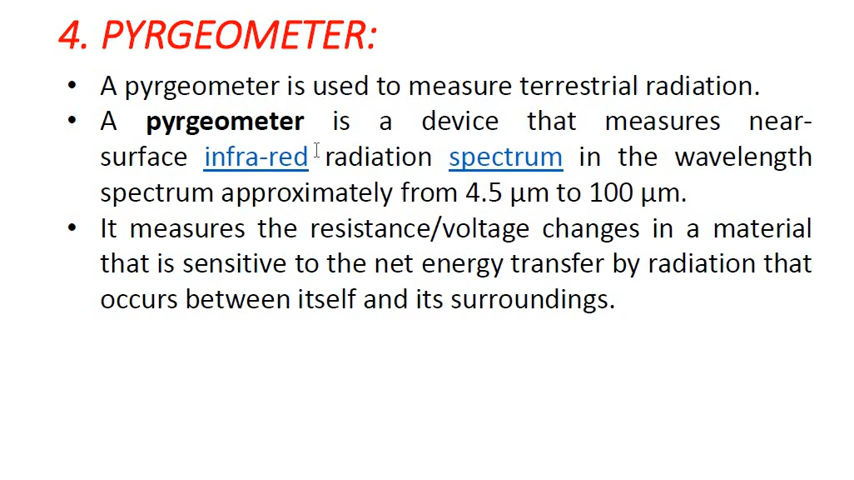 4. PYRGEOMETER:
• A pyrgeometer is used to measure terrestrial radiation.
• A pyrgeometer is a device that measures near-
surface infra-red radiation spectrum in the wavelength
spectrum approximately from 4.5 μm to 100 μm.
• It measures the resistance/voltage changes in a material
that is sensitive to the net energy transfer by radiation that
occurs between itself and its surroundings.